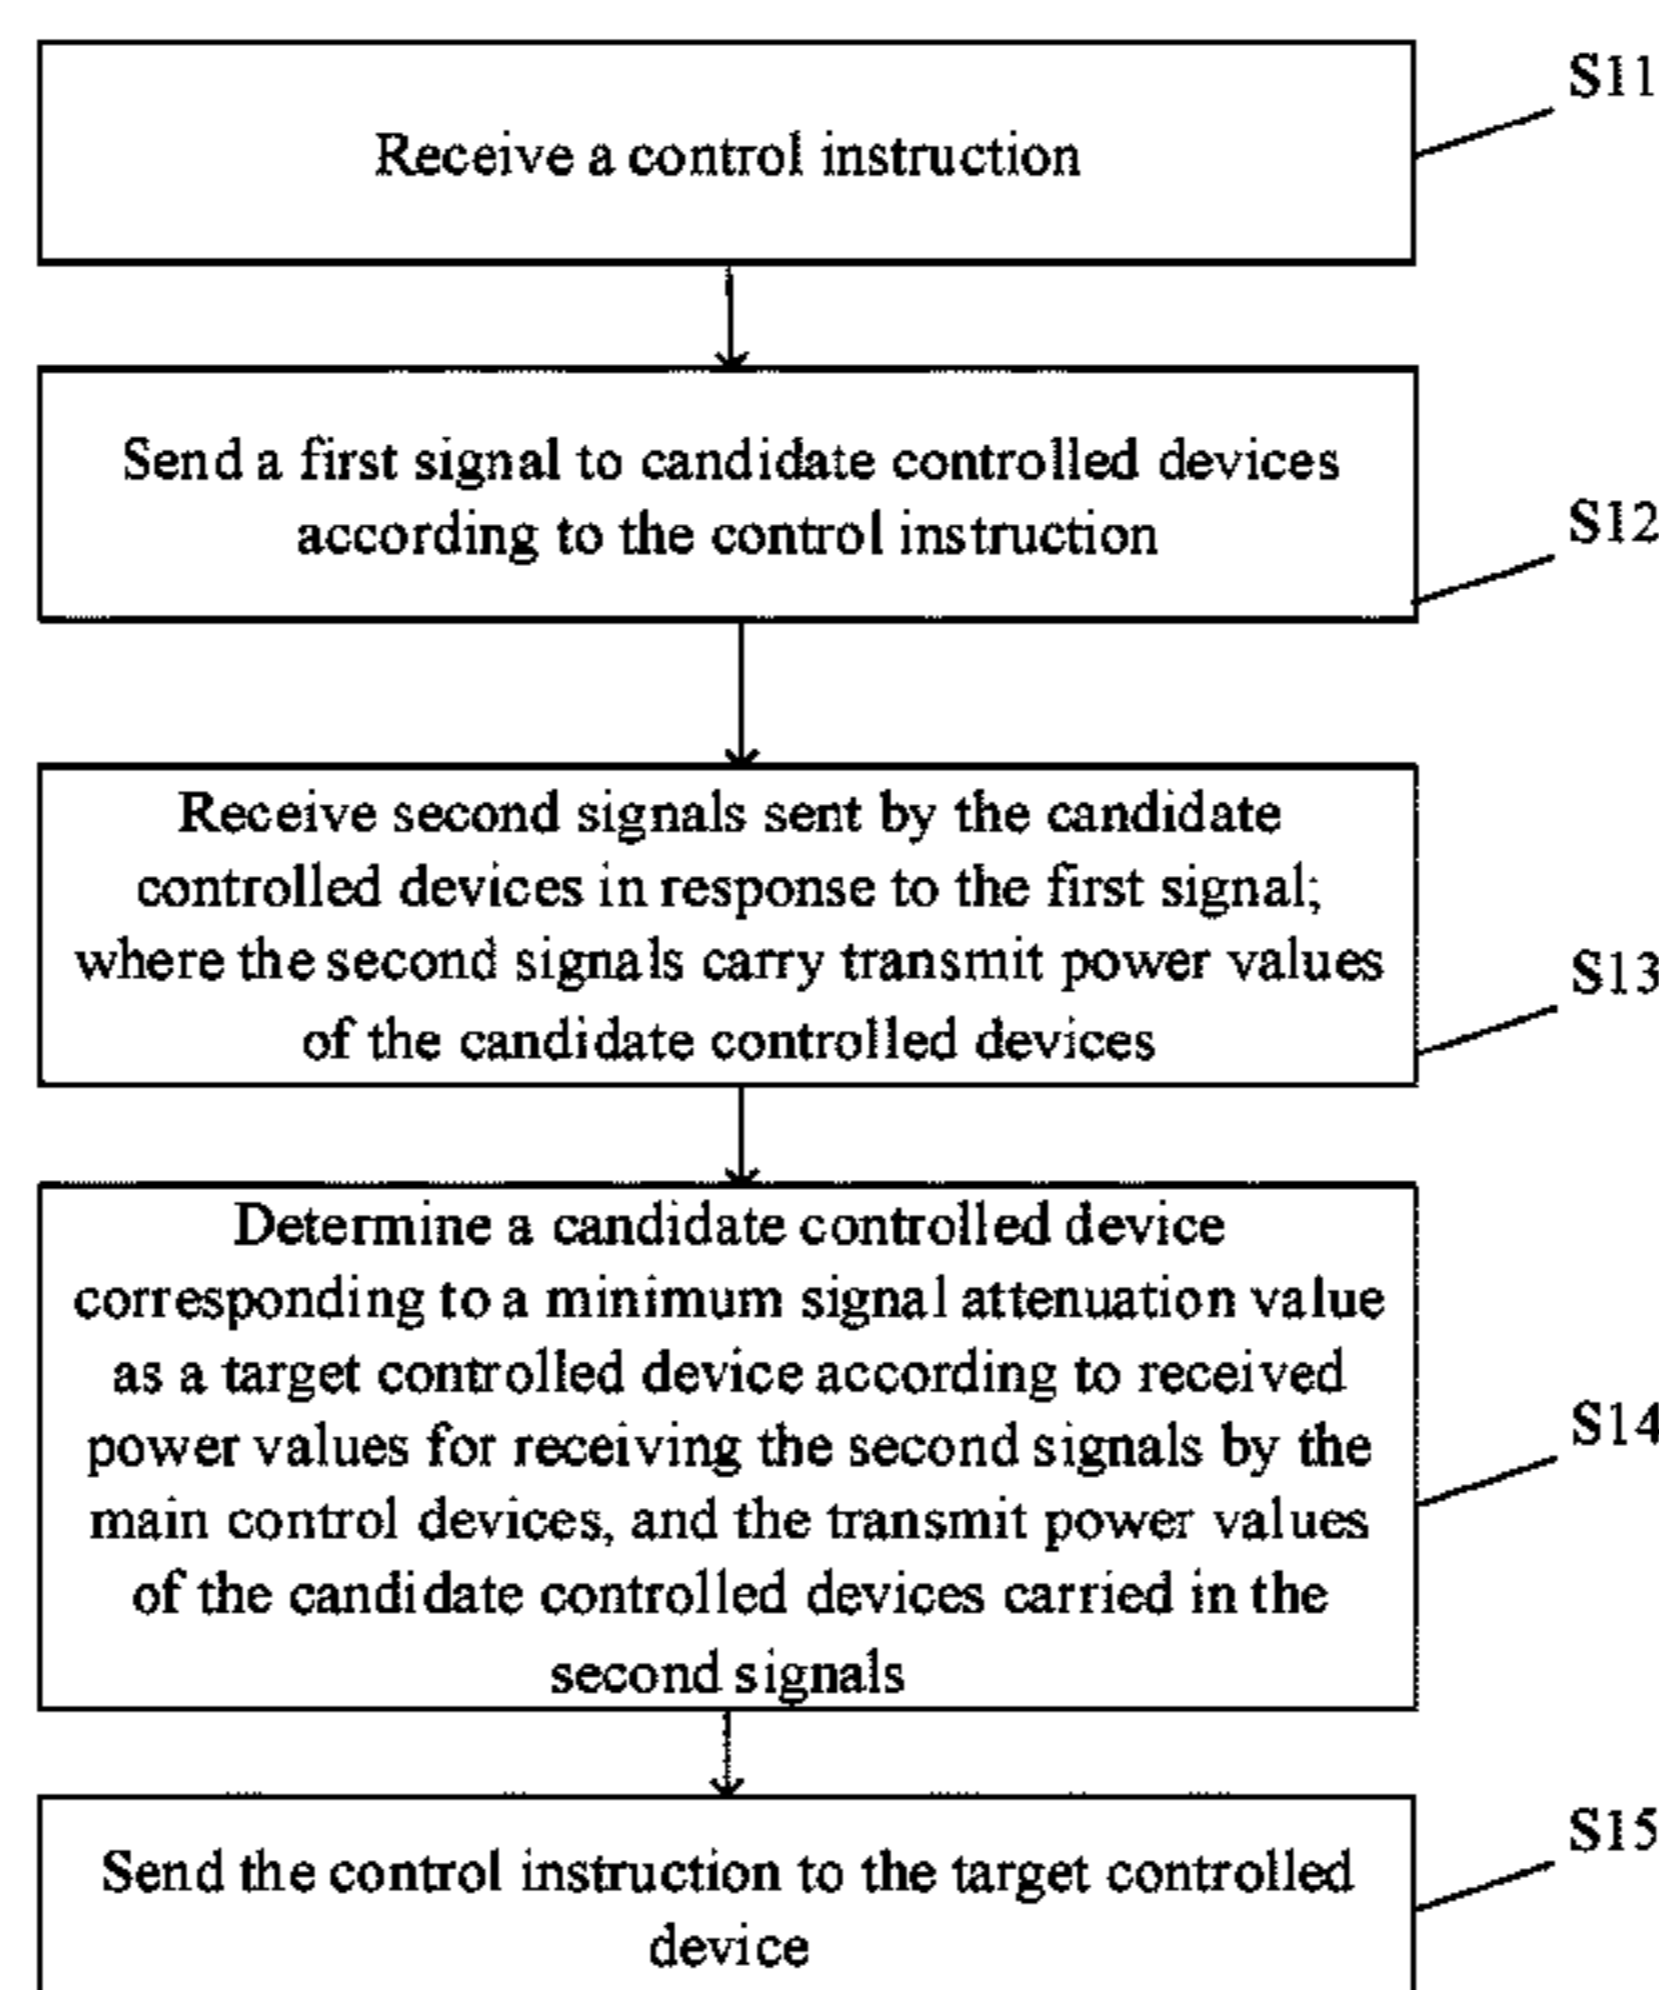 S11
Receive a control instruction
Send a first signal to candidate controlled devices
according to the control instruction
S12
Receive second signals sent by the candidate
controlled devices in response to the first signal;
where the second signals carry transmit power values
of the candidate controlled devices
S13
Determine a candidate controlled device
corresponding to a minimum signal attenuation value
as a target controlled device according to received
power values for receiving the second signals by the
main control devices, and the transmit power values
of the candidate controlled devices carried in the
second signals
S14
Send the control instruction to the target controlled
device
S15